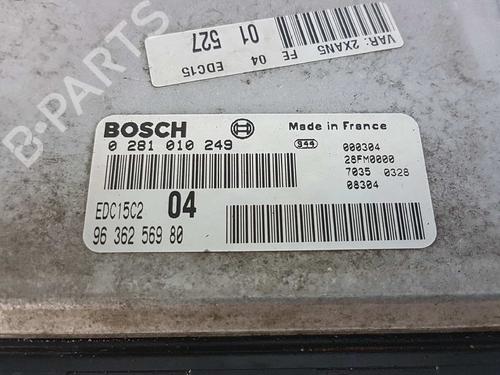 VAR: 2XAN5
FE 04 EDC15
01 527
BOSCH
Made in France
0 281 010 249
S44
000304
28FM0000
7035 0328
08304
EDC15C2 04
96 362 569 80
B-PARTS